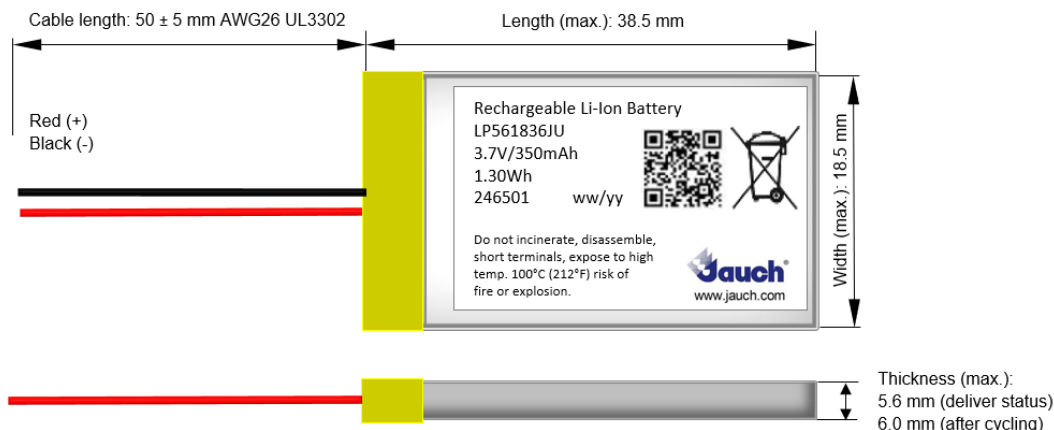 Cable length: 50 ± 5 mm AWG26 UL3302
Length (max.): 38.5 mm
Red (+)
Black (-)
Rechargeable Li-Ion Battery
LP561836JU
3.7V/350mAh
1.30Wh
246501 ww/yy
Do not incinerate, disassemble,
short terminals, expose to high
temp. 100°C (212°F) risk of
fire or explosion.
Jauch®
www.jauch.com
Width (max.): 18.5 mm
Thickness (max.):
5.6 mm (deliver status)
6.0 mm (after cycling)